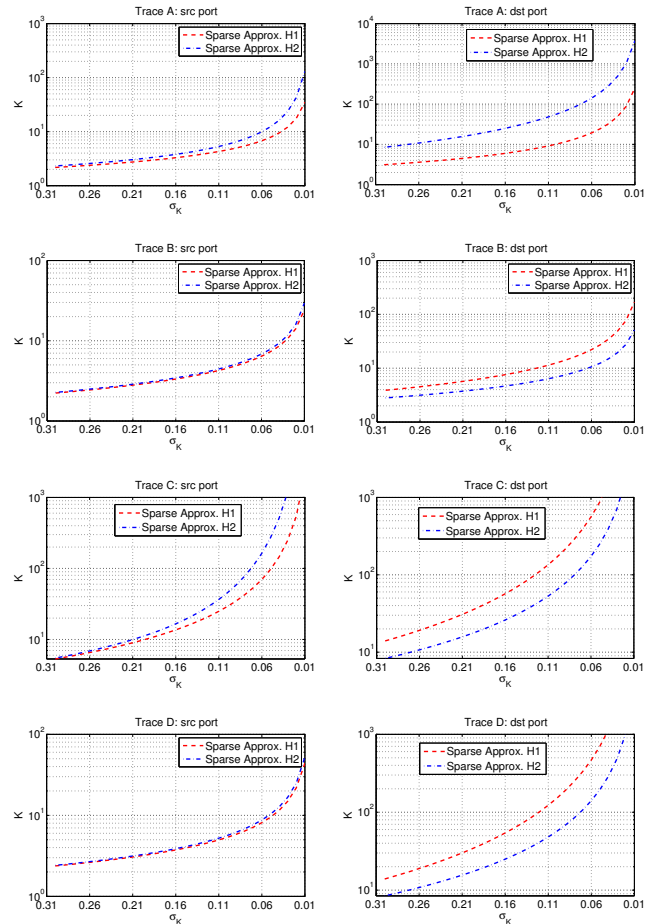 Trace A: src port
10^3
10^2
10^1
10^0
K
Sparse Approx. H1
Sparse Approx. H2
0.31 0.26 0.21 0.16 0.11 0.06 0.01
σ_K
Trace A: dst port
10^4
10^3
10^2
10^1
10^0
K
Sparse Approx. H1
Sparse Approx. H2
0.31 0.26 0.21 0.16 0.11 0.06 0.01
σ_K
Trace B: src port
10^2
10^1
10^0
K
Sparse Approx. H1
Sparse Approx. H2
0.31 0.26 0.21 0.16 0.11 0.06 0.01
σ_K
Trace B: dst port
10^3
10^2
10^1
10^0
K
Sparse Approx. H1
Sparse Approx. H2
0.31 0.26 0.21 0.16 0.11 0.06 0.01
σ_K
Trace C: src port
10^3
10^2
10^1
K
Sparse Approx. H1
Sparse Approx. H2
0.31 0.26 0.21 0.16 0.11 0.06 0.01
σ_K
Trace C: dst port
10^3
10^2
10^1
K
Sparse Approx. H1
Sparse Approx. H2
0.31 0.26 0.21 0.16 0.11 0.06 0.01
σ_K
Trace D: src port
10^2
10^1
10^0
K
Sparse Approx. H1
Sparse Approx. H2
0.31 0.26 0.21 0.16 0.11 0.06 0.01
σ_K
Trace D: dst port
10^3
10^2
10^1
K
Sparse Approx. H1
Sparse Approx. H2
0.31 0.26 0.21 0.16 0.11 0.06 0.01
σ_K